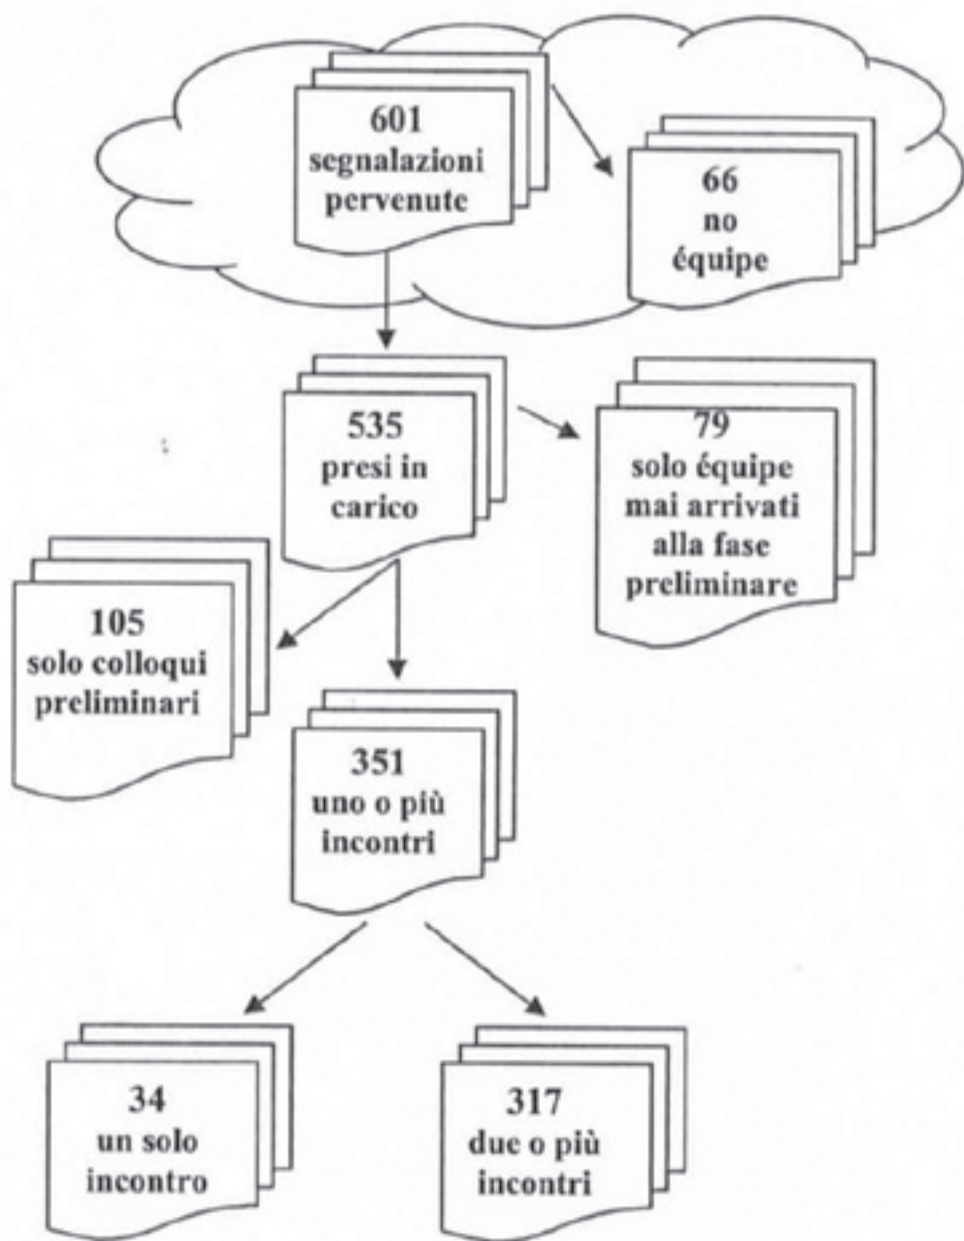 601
segnalazioni
pervenute
66
no
équipe
535
presi in
carico
79
solo équipe
mai arrivati
alla fase
preliminare
105
solo colloqui
preliminari
351
uno o più
incontri
34
un solo
incontro
317
due o più
incontri